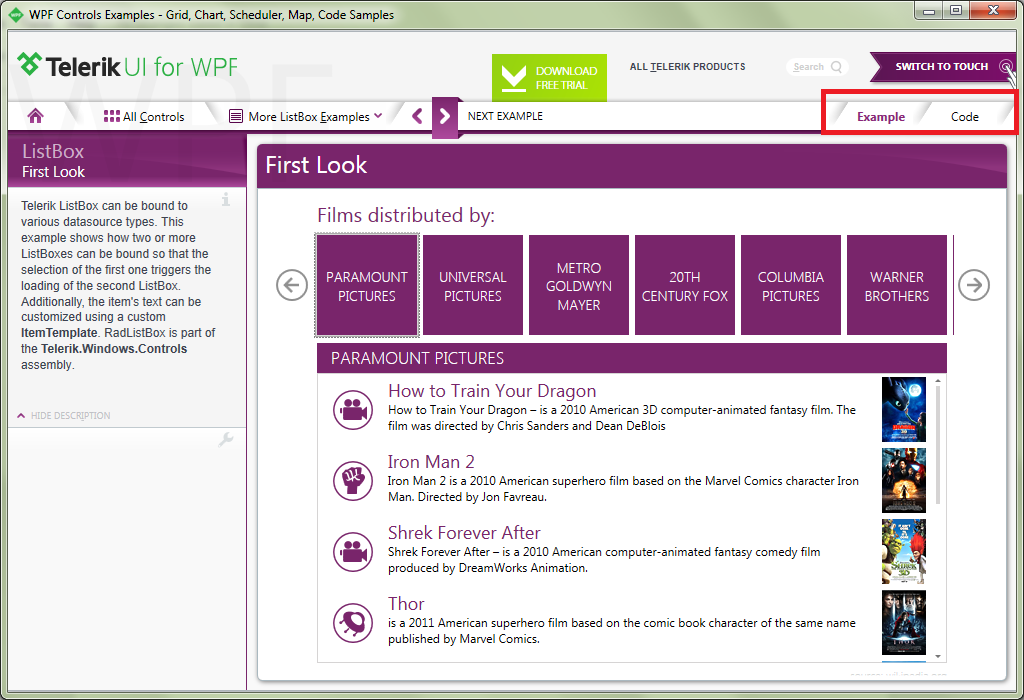 WPF Controls Examples - Grid, Chart, Scheduler, Map, Code Samples
Telerik UI for WPF
DOWNLOAD
FREE TRIAL
ALL TELERIK PRODUCTS
Search
SWITCH TO TOUCH
All Controls
More ListBox Examples
NEXT EXAMPLE
Example
Code
ListBox
First Look
Telerik ListBox can be bound to
various datasource types. This
example shows how two or more
ListBoxes can be bound so that the
selection of the first one triggers the
loading of the second ListBox.
Additionally, the item's text can be
customized using a custom
ItemTemplate. RadListBox is part of
the Telerik.Windows.Controls
assembly.
HIDE DESCRIPTION
First Look
Films distributed by:
PARAMOUNT
PICTURES
UNIVERSAL
PICTURES
METRO
GOLDWYN
MAYER
20TH
CENTURY FOX
COLUMBIA
PICTURES
WARNER
BROTHERS
PARAMOUNT PICTURES
How to Train Your Dragon
How to Train Your Dragon – is a 2010 American 3D computer-animated fantasy film. The
film was directed by Chris Sanders and Dean DeBlois
Iron Man 2
Iron Man 2 is a 2010 American superhero film based on the Marvel Comics character Iron
Man. Directed by Jon Favreau.
Shrek Forever After
Shrek Forever After – is a 2010 American computer-animated fantasy comedy film
produced by DreamWorks Animation.
Thor
is a 2011 American superhero film based on the comic book character of the same name
published by Marvel Comics.